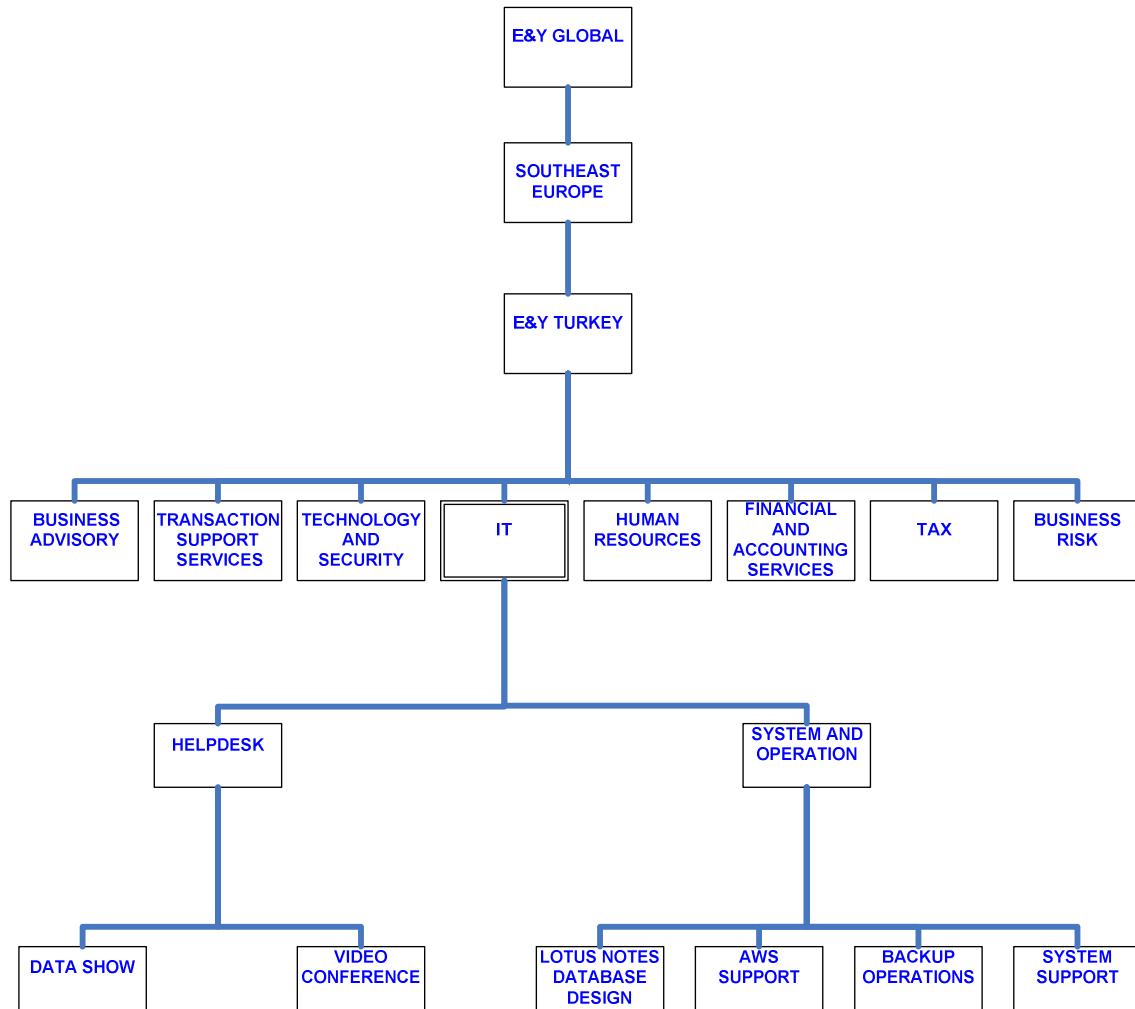 E&Y GLOBAL
SOUTHEAST
EUROPE
E&Y TURKEY
BUSINESS
ADVISORY
TRANSACTION
SUPPORT
SERVICES
TECHNOLOGY
AND
SECURITY
IT
HUMAN
RESOURCES
FINANCIAL
AND
ACCOUNTING
SERVICES
TAX
BUSINESS
RISK
HELPDESK
SYSTEM AND
OPERATION
DATA SHOW
VIDEO
CONFERENCE
LOTUS NOTES
DATABASE
DESIGN
AWS
SUPPORT
BACKUP
OPERATIONS
SYSTEM
SUPPORT